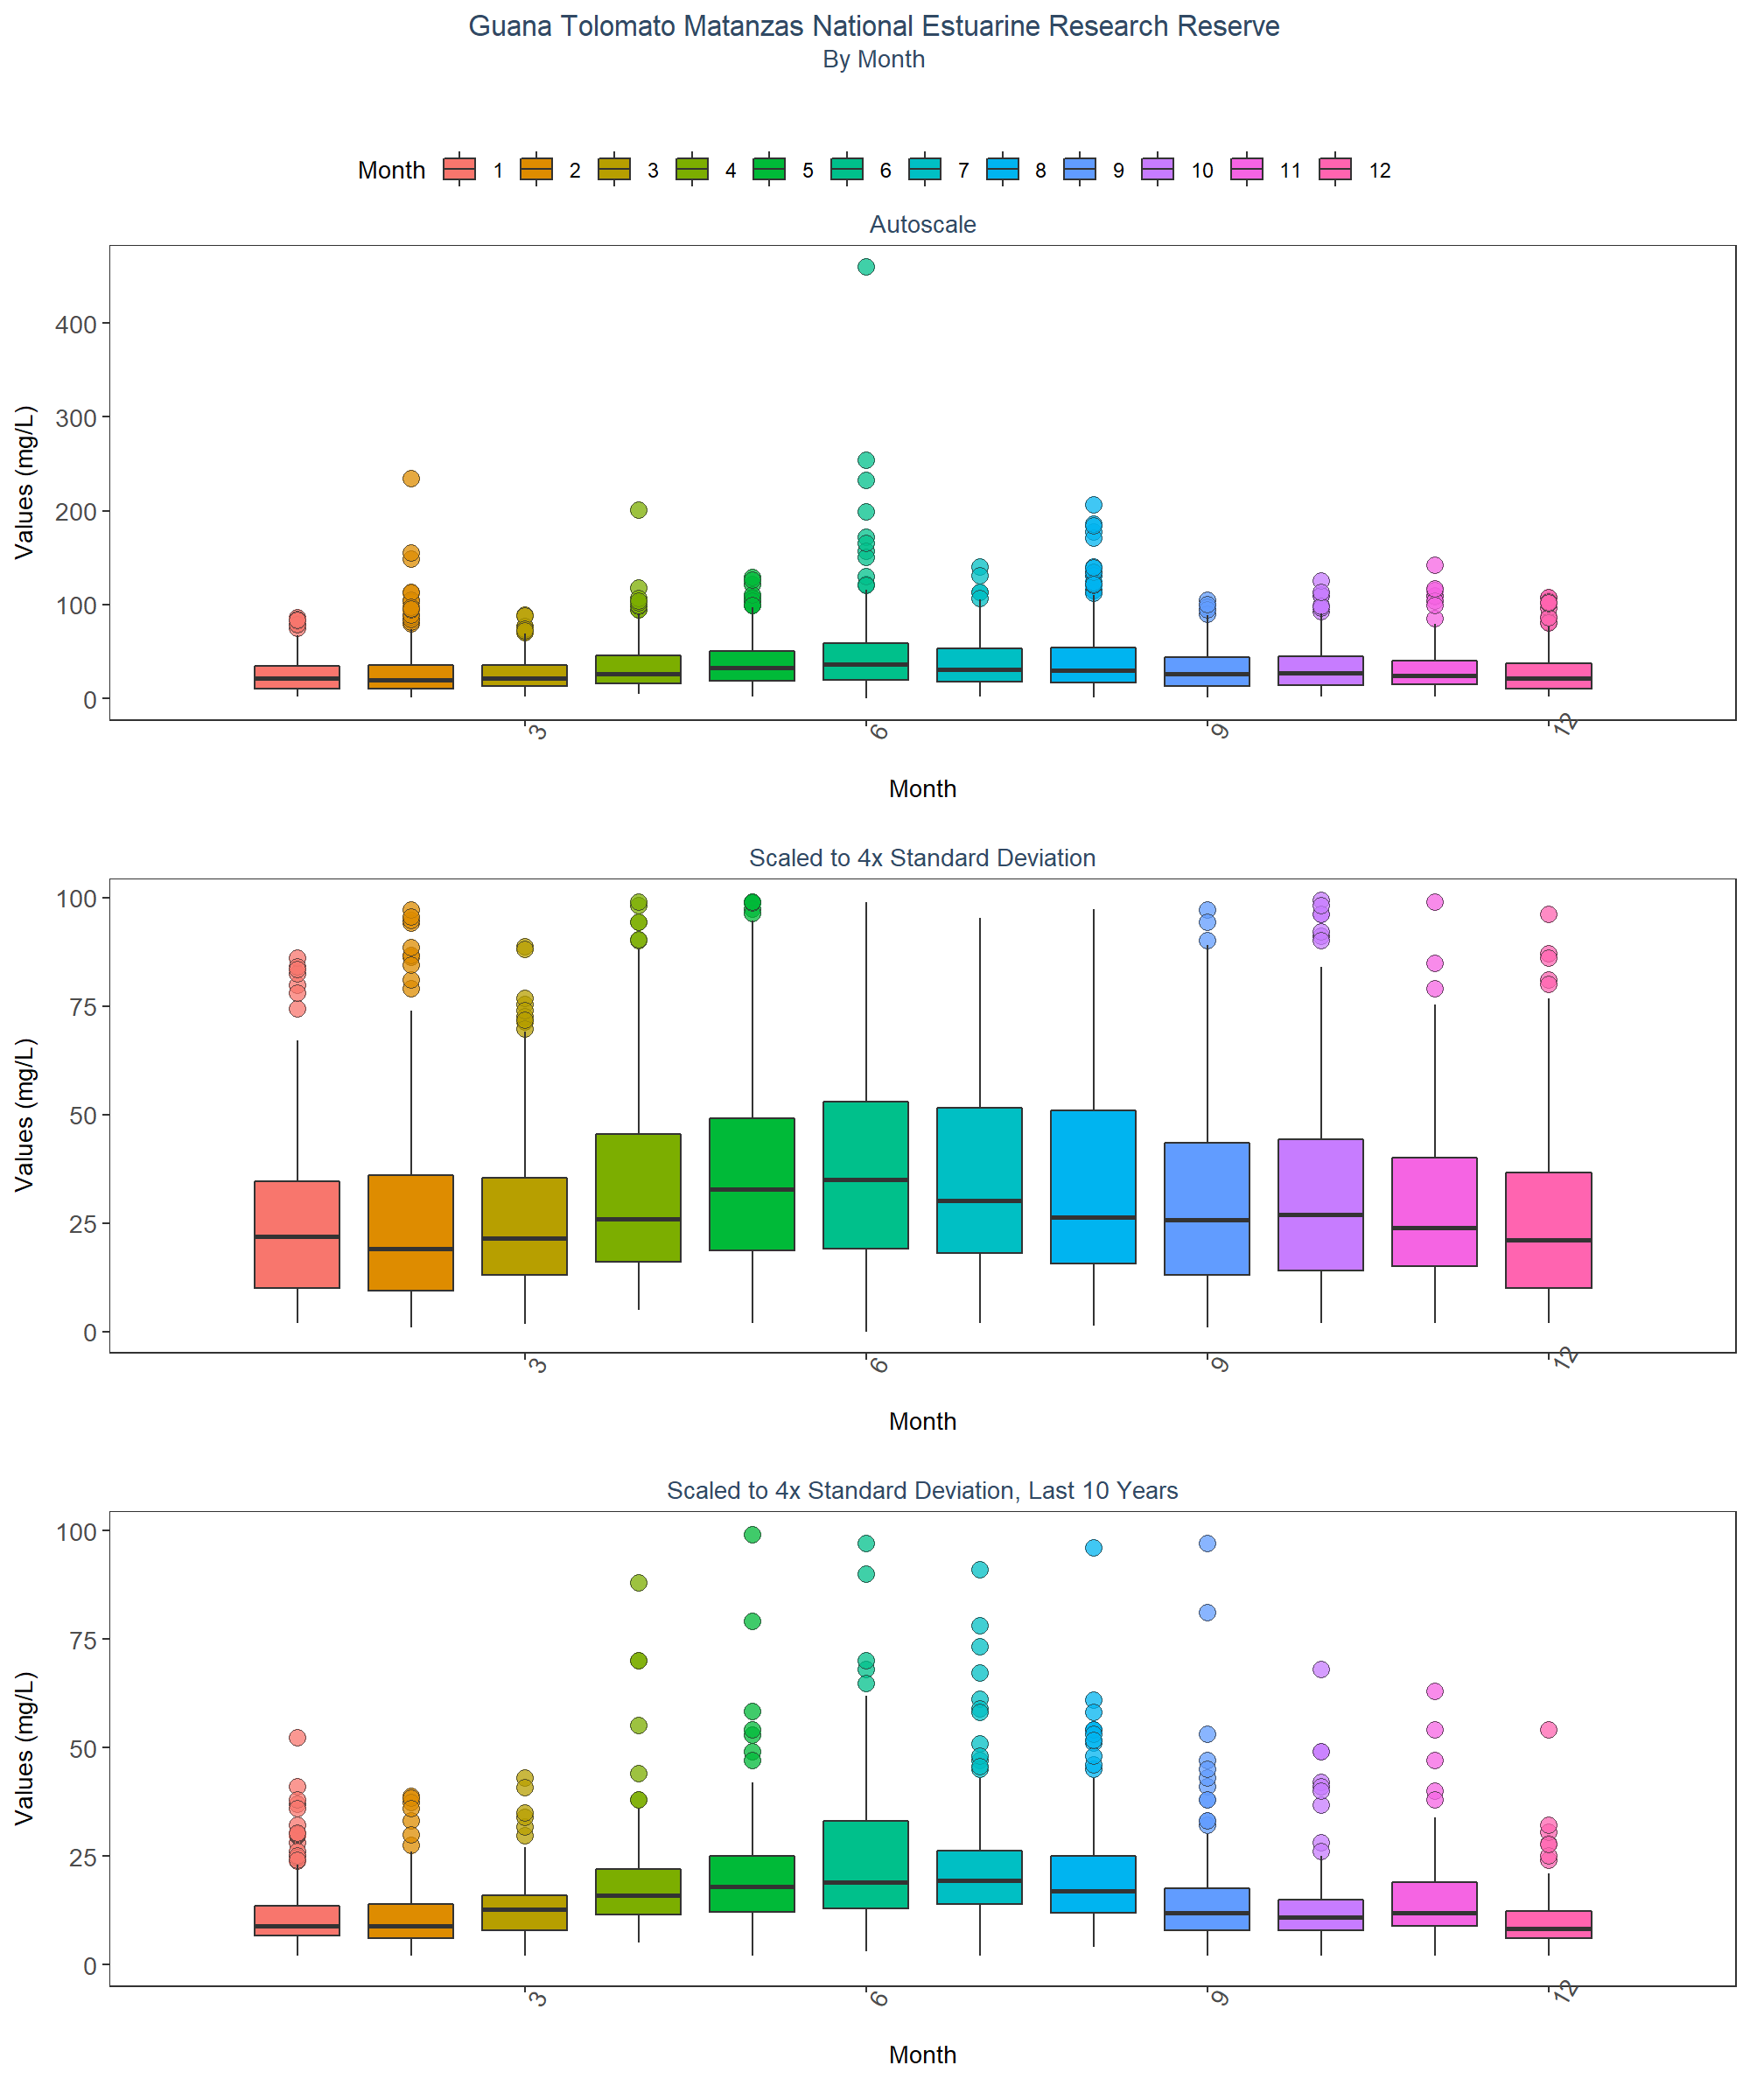 Guana Tolomato Matanzas National Estuarine Research Reserve
By Month
Month 1 2 3 4 5 6 7 8 9 10 11 12
Autoscale
Values (mg/L)
400
300
200
100
0
3 6 9 12
Month
Scaled to 4x Standard Deviation
Values (mg/L)
100
75
50
25
0
3 6 9 12
Month
Scaled to 4x Standard Deviation, Last 10 Years
Values (mg/L)
100
75
50
25
0
3 6 9 12
Month